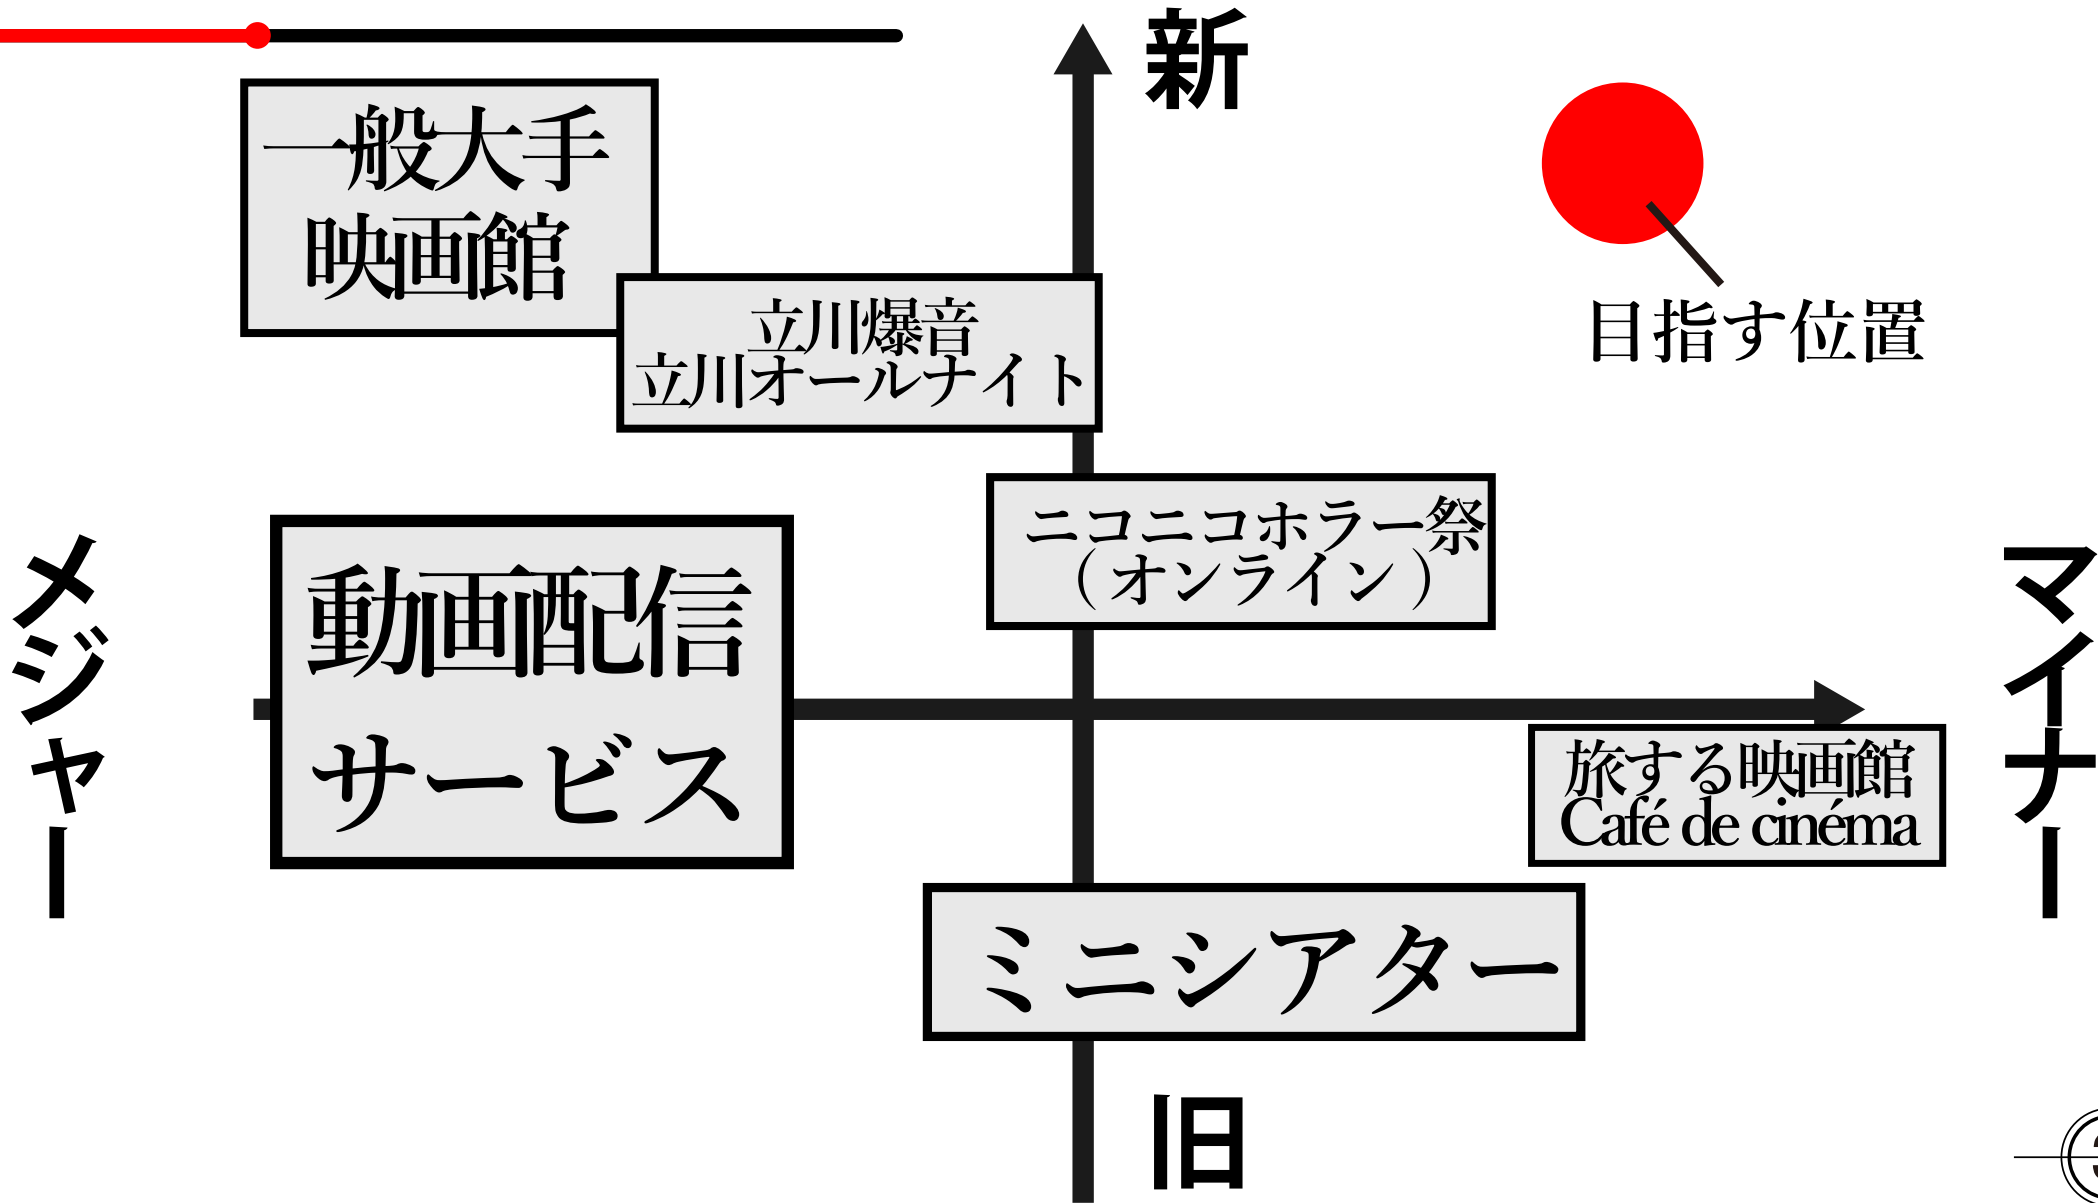 新
一般大手
映画館
目指す位置
立川爆音
立川オールナイト
ニコニコホラー祭
（オンライン）
メジャー
マイナー
動画配信
サービス
旅する映画館
Café de cinéma
ミニシアター
旧